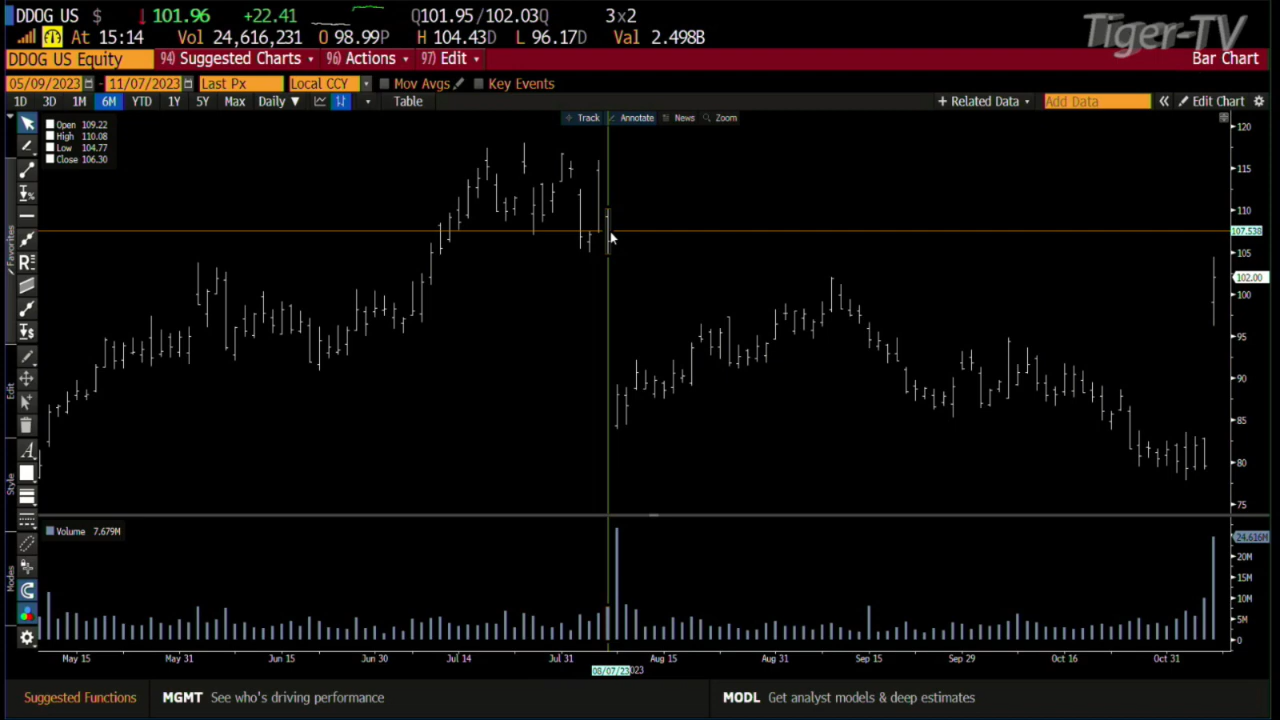 DDOG US $ ↓101.96 +22.41 Q101.95/102.03Q 3x2
At 15:14 Vol 24,616,231 O 98.99P H 104.43D L 96.17D Val 2.498B
Tiger-TV
DDOG US Equity 94) Suggested Charts 96) Actions 97) Edit Bar Chart
05/09/2023 - 11/07/2023 Last Px Local CCY Mov Avgs Key Events
1D 3D 1M 6M YTD 1Y 5Y Max Daily ▼ Table + Related Data Add Data « Edit Chart
Track Annotate News Zoom
Open 109.22
High 110.08
Low 104.77
Close 106.30
120
115
110
107.538
105
102.00
100
95
90
85
80
75
Favorites
Edit
Style
Modes
Volume 7.679M
24.616M
20M
15M
10M
5M
0
May 15 May 31 Jun 15 Jun 30 Jul 14 Jul 31 Aug 15 Aug 31 Sep 15 Sep 29 Oct 16 Oct 31
08/07/23 023
Suggested Functions MGMT See who's driving performance MODL Get analyst models & deep estimates